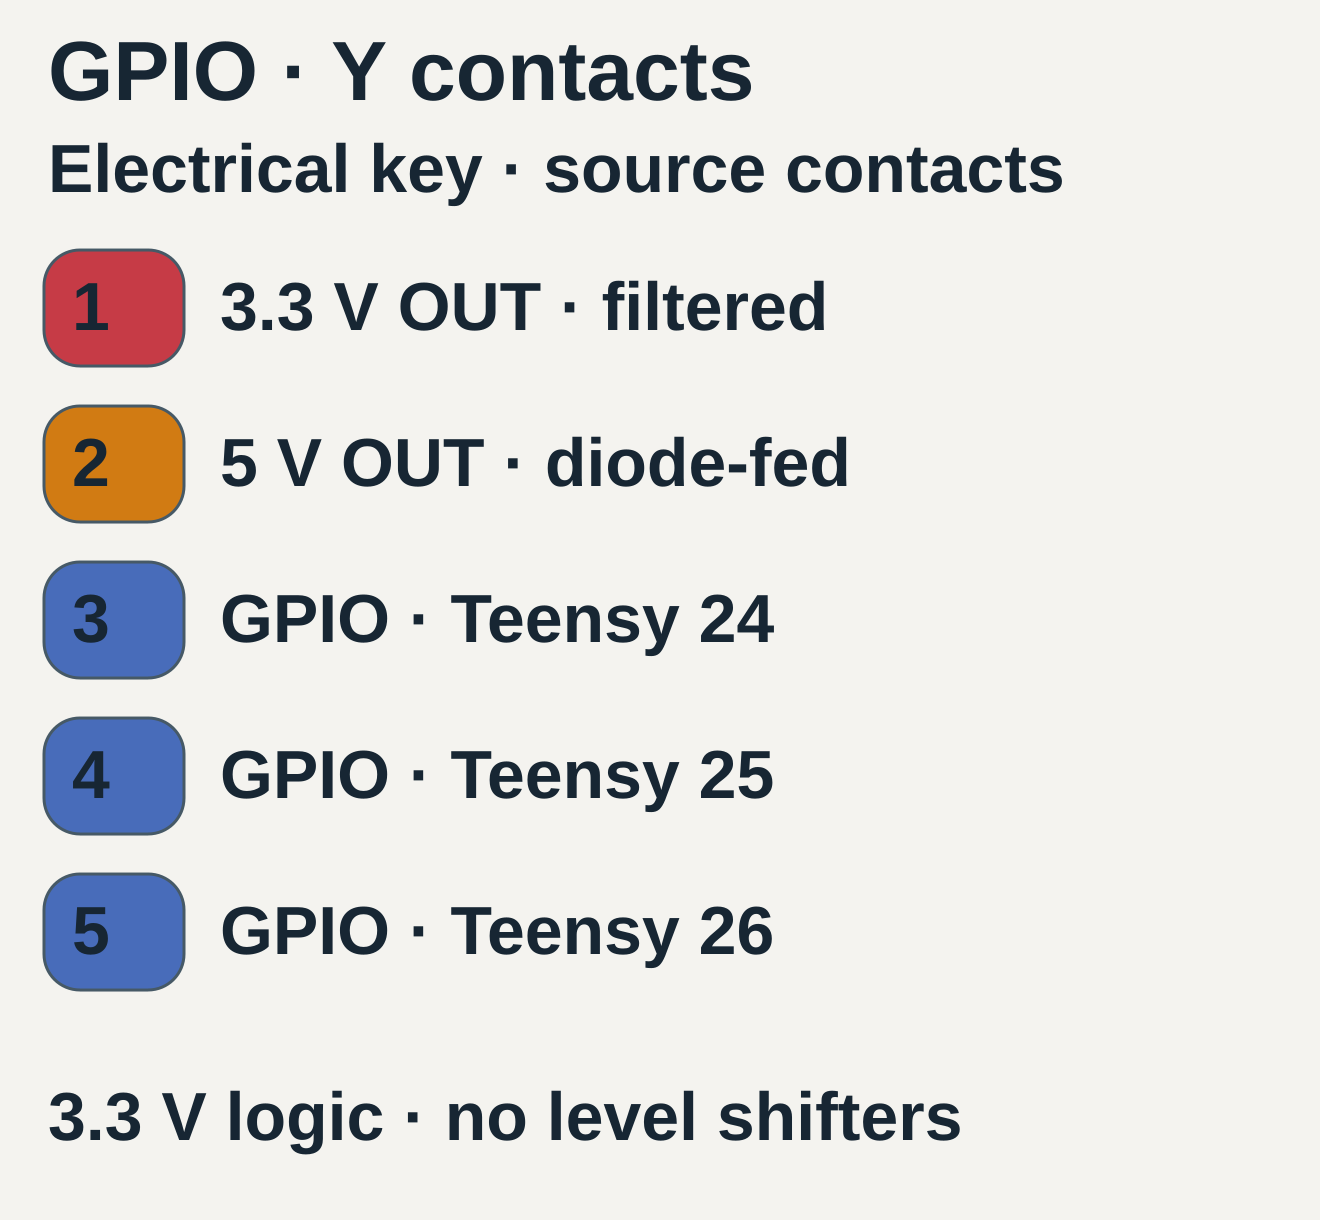 GPIO · Y contacts
Electrical key · source contacts
1 3.3 V OUT · filtered
2 5 V OUT · diode-fed
3 GPIO · Teensy 24
4 GPIO · Teensy 25
5 GPIO · Teensy 26
3.3 V logic · no level shifters